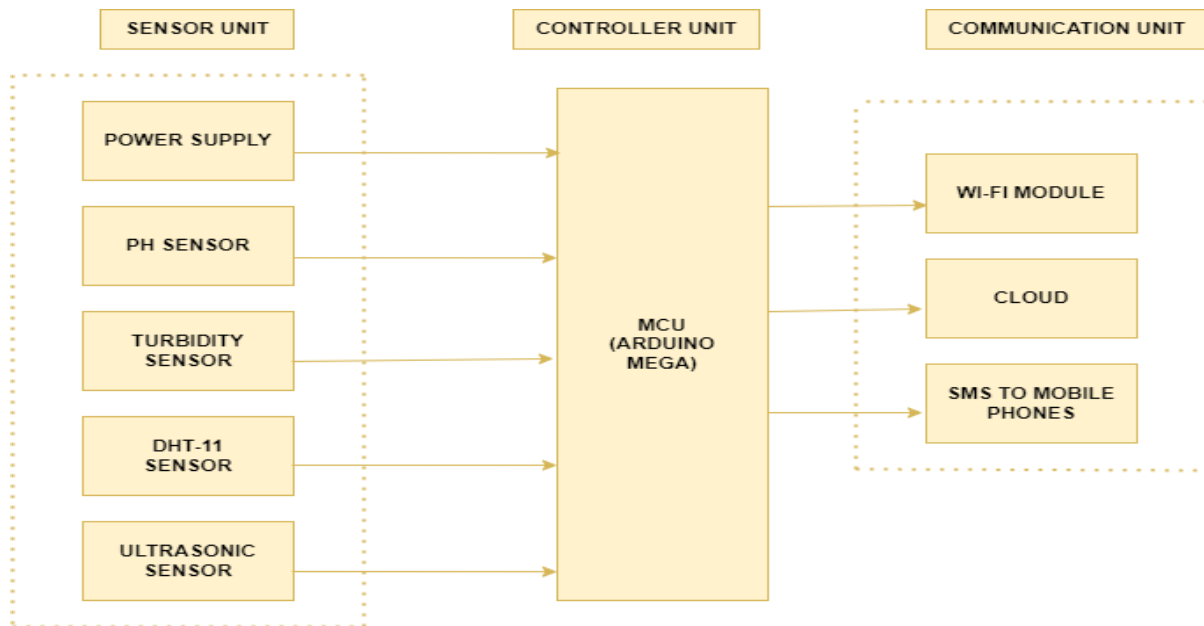 SENSOR UNIT
CONTROLLER UNIT
COMMUNICATION UNIT
POWER SUPPLY
PH SENSOR
TURBIDITY
SENSOR
DHT-11
SENSOR
ULTRASONIC
SENSOR
MCU
(ARDUINO
MEGA)
WI-FI MODULE
CLOUD
SMS TO MOBILE
PHONES